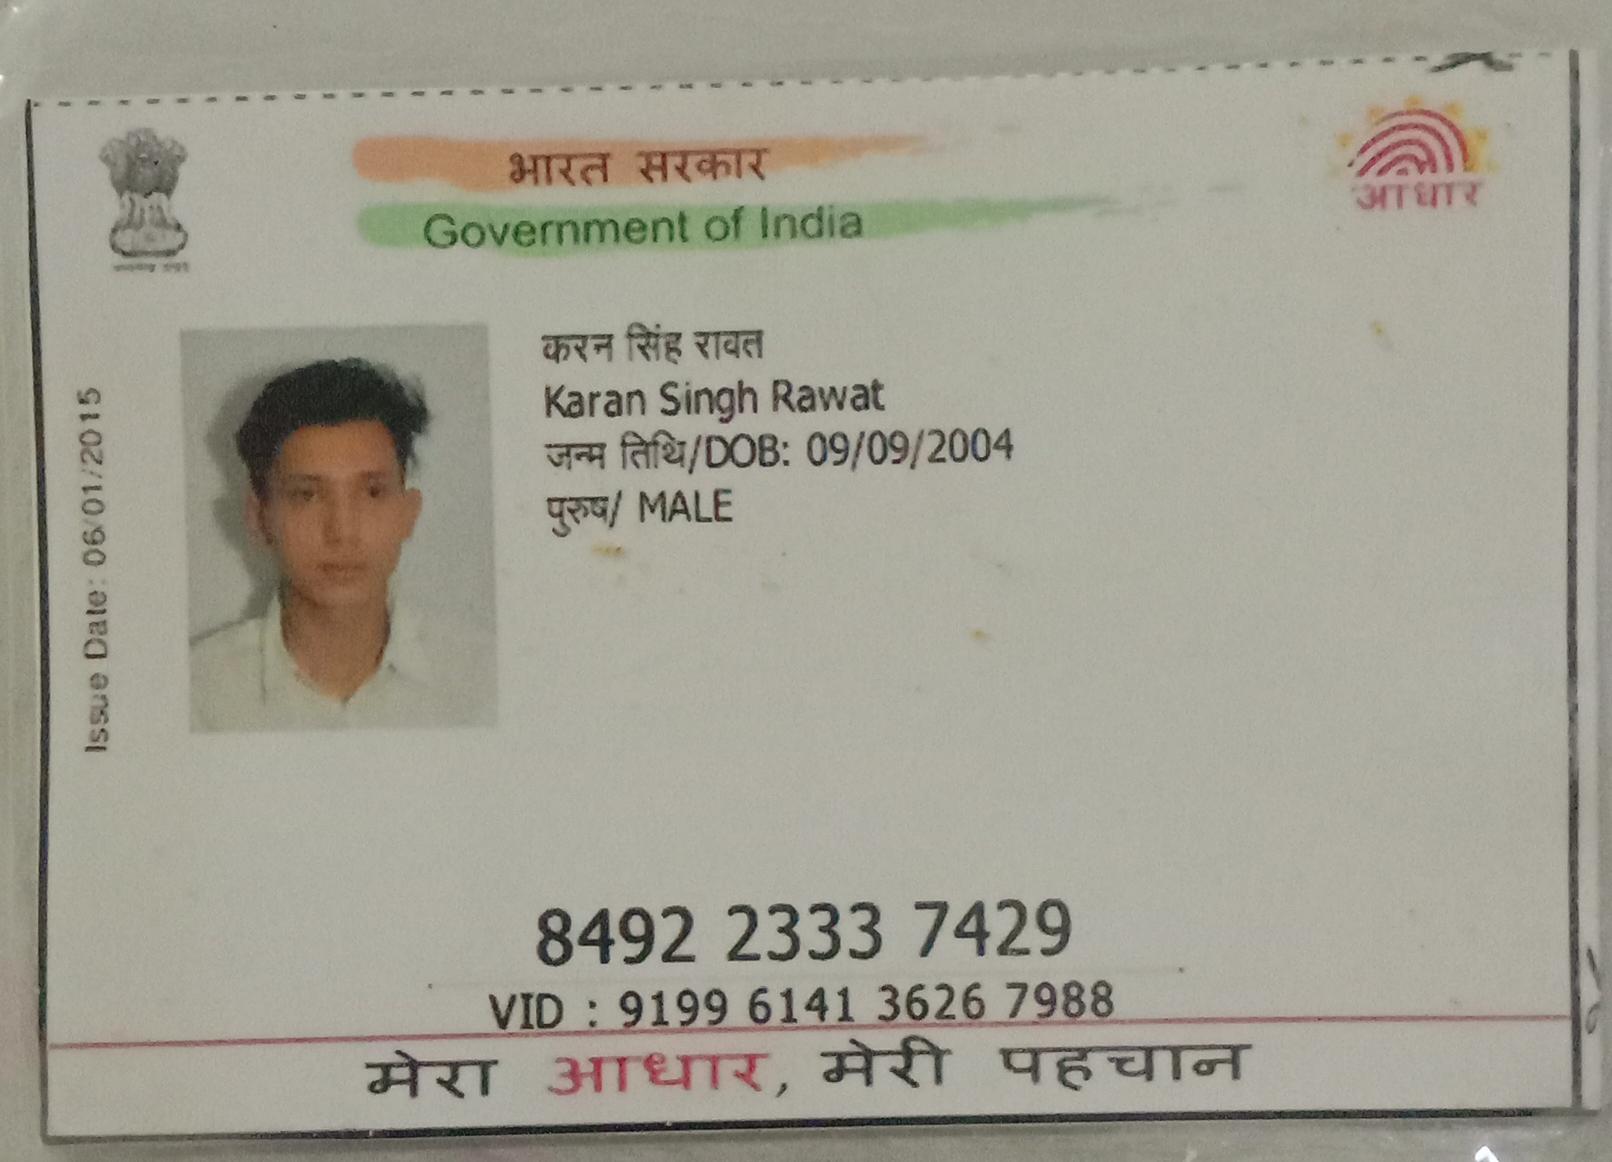 भारत सरकार
Government of India
आधार
Issue Date: 06/01/2015
करन सिंह रावत
Karan Singh Rawat
जन्म तिथि/DOB: 09/09/2004
पुरुष/ MALE
8492 2333 7429
VID : 9199 6141 3626 7988
मेरा आधार, मेरी पहचान